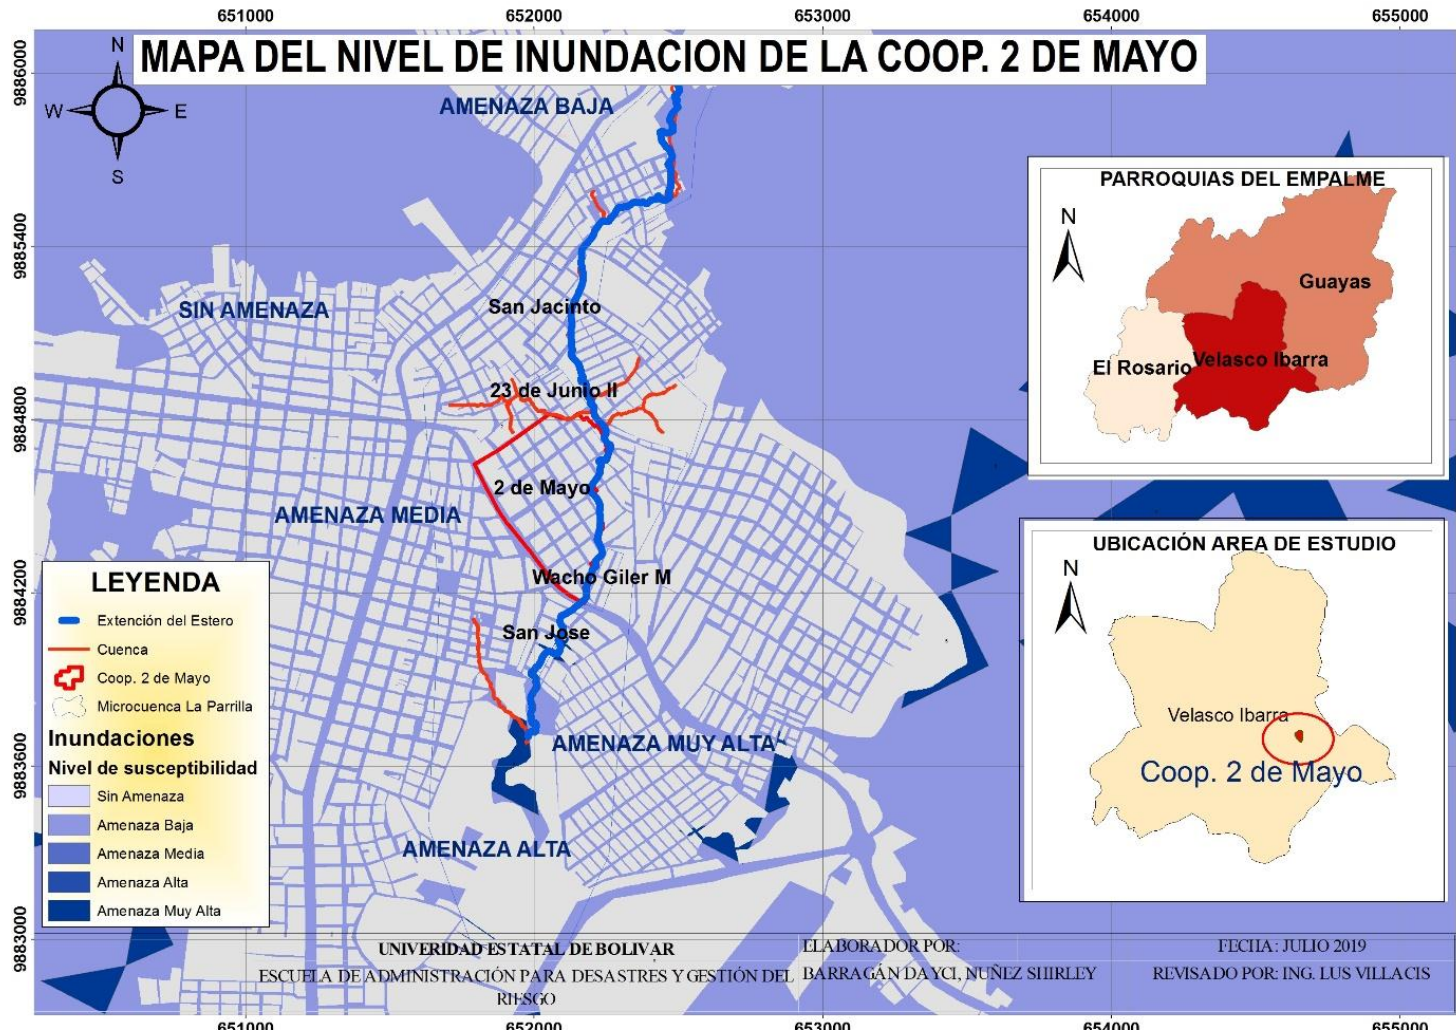 651000 652000 653000 654000 655000
MAPA DEL NIVEL DE INUNDACION DE LA COOP. 2 DE MAYO
9886000
9885400
9884800
9884200
9883600
9883000
N
W E
S
AMENAZA BAJA
SIN AMENAZA
San Jacinto
23 de Junio II
2 de Mayo
AMENAZA MEDIA
Wacho Giler M
San Jose
AMENAZA MUY ALTA
AMENAZA ALTA
PARROQUIAS DEL EMPALME
N
Guayas
El Rosario
Velasco Ibarra
UBICACIÓN AREA DE ESTUDIO
N
Velasco Ibarra
Coop. 2 de Mayo
LEYENDA
Extención del Estero
Cuenca
Coop. 2 de Mayo
Microcuenca La Parrilla
Inundaciones
Nivel de susceptibilidad
Sin Amenaza
Amenaza Baja
Amenaza Media
Amenaza Alta
Amenaza Muy Alta
UNIVERIDAD ESTATAL DE BOLIVAR
ESCUELA DE ADMINISTRACIÓN PARA DESASTRES Y GESTIÓN DEL
RIESGO
ELABORADOR POR:
BARRAGÁN DAYCI, NUÑEZ SHIRLEY
FECHA: JULIO 2019
REVISADO POR: ING. LUS VILLACIS
651000 652000 653000 654000 655000